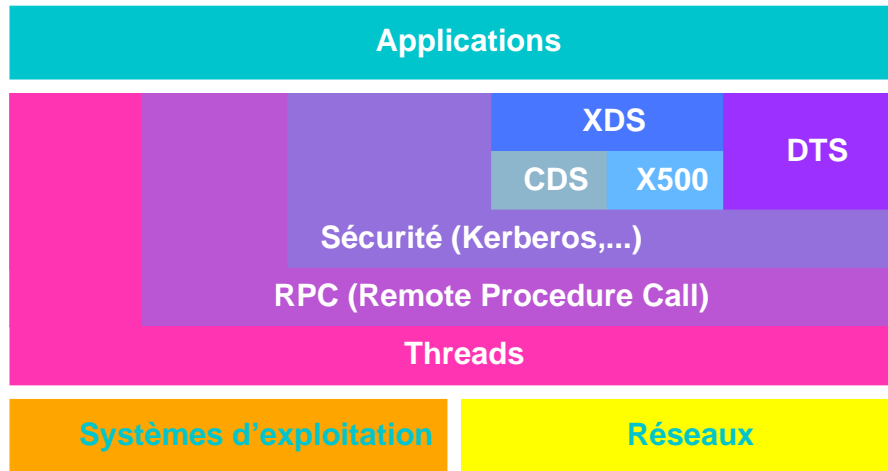 Applications
XDS
DTS
CDS
X500
Sécurité (Kerberos,...)
RPC (Remote Procedure Call)
Threads
Systèmes d’exploitation
Réseaux